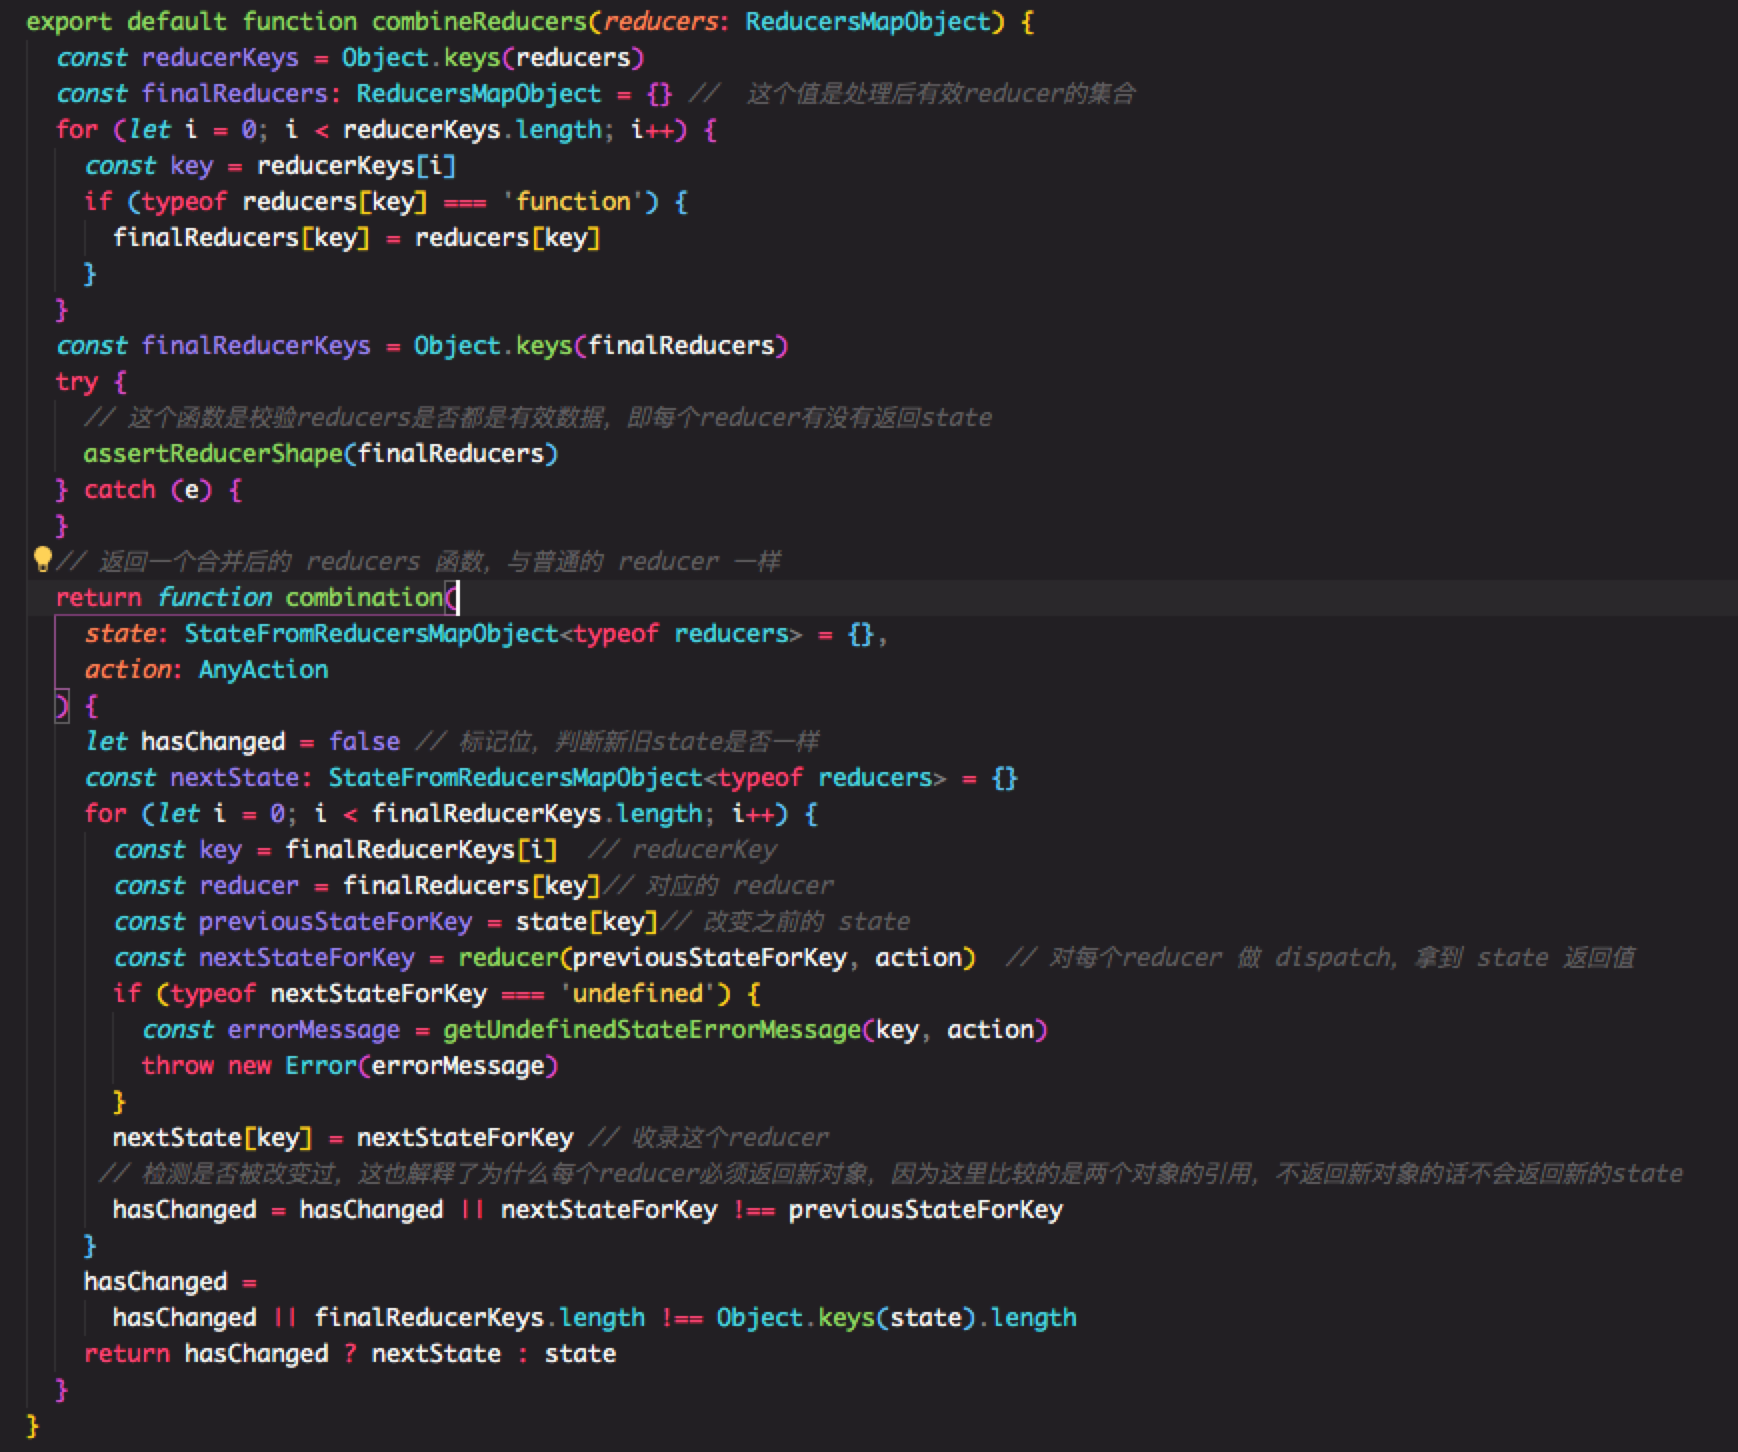 export default function combineReducers(reducers: ReducersMapObject) {
const reducerKeys = Object.keys(reducers)
const finalReducers: ReducersMapObject = {} //  这个值是处理后有效reducer的集合
for (let i = 0; i < reducerKeys.length; i++) {
const key = reducerKeys[i]
if (typeof reducers[key] === 'function') {
finalReducers[key] = reducers[key]
}
}
const finalReducerKeys = Object.keys(finalReducers)
try {
// 这个函数是校验reducers是否都是有效数据，即每个reducer有没有返回state
assertReducerShape(finalReducers)
} catch (e) {
}
// 返回一个合并后的 reducers 函数，与普通的 reducer 一样
return function combination(
state: StateFromReducersMapObject<typeof reducers> = {},
action: AnyAction
) {
let hasChanged = false // 标记位，判断新旧state是否一样
const nextState: StateFromReducersMapObject<typeof reducers> = {}
for (let i = 0; i < finalReducerKeys.length; i++) {
const key = finalReducerKeys[i]  // reducerKey
const reducer = finalReducers[key]// 对应的 reducer
const previousStateForKey = state[key]// 改变之前的 state
const nextStateForKey = reducer(previousStateForKey, action)  // 对每个reducer 做 dispatch，拿到 state 返回值
if (typeof nextStateForKey === 'undefined') {
const errorMessage = getUndefinedStateErrorMessage(key, action)
throw new Error(errorMessage)
}
nextState[key] = nextStateForKey // 收录这个reducer
// 检测是否被改变过，这也解释了为什么每个reducer必须返回新对象，因为这里比较的是两个对象的引用，不返回新对象的话不会返回新的state
hasChanged = hasChanged || nextStateForKey !== previousStateForKey
}
hasChanged =
hasChanged || finalReducerKeys.length !== Object.keys(state).length
return hasChanged ? nextState : state
}
}